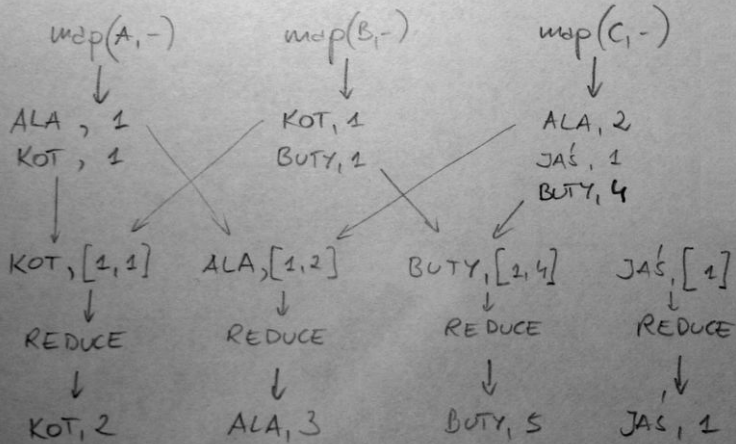 map(A,-) map(B,-) map(C,-)
ALA, 1 KOT, 1 ALA, 2
KOT, 1 BUTY, 1 JAŚ, 1
BUTY, 4
KOT, [1,1] ALA, [1,2] BUTY, [1,4] JAŚ, [1]
REDUCE REDUCE REDUCE REDUCE
KOT, 2 ALA, 3 BUTY, 5 JAŚ, 1